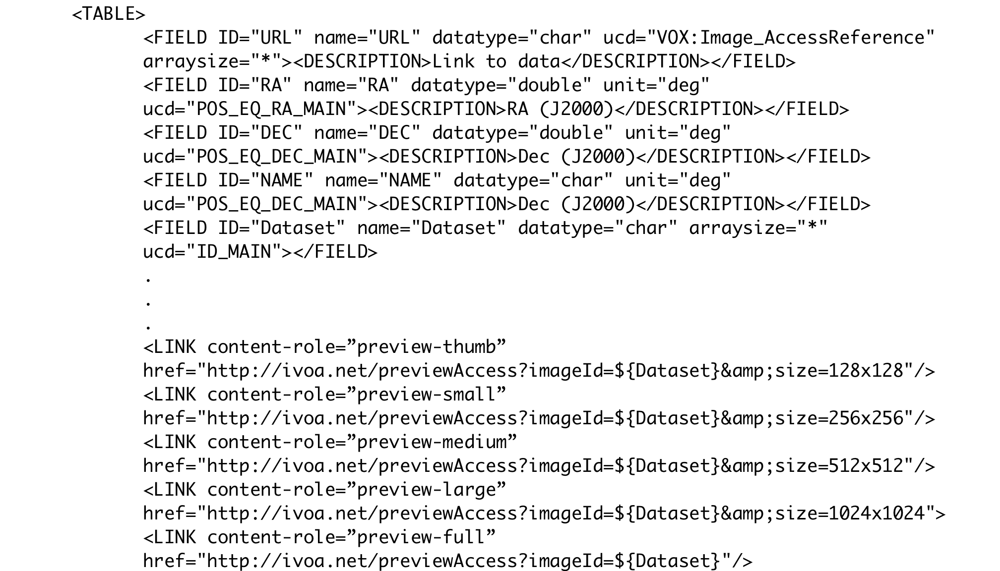 <TABLE>
<FIELD ID="URL" name="URL" datatype="char" ucd="VOX:Image_AccessReference"
arraysize="*"><DESCRIPTION>Link to data</DESCRIPTION></FIELD>
<FIELD ID="RA" name="RA" datatype="double" unit="deg"
ucd="POS_EQ_RA_MAIN"><DESCRIPTION>RA (J2000)</DESCRIPTION></FIELD>
<FIELD ID="DEC" name="DEC" datatype="double" unit="deg"
ucd="POS_EQ_DEC_MAIN"><DESCRIPTION>Dec (J2000)</DESCRIPTION></FIELD>
<FIELD ID="NAME" name="NAME" datatype="char" unit="deg"
ucd="POS_EQ_DEC_MAIN"><DESCRIPTION>Dec (J2000)</DESCRIPTION></FIELD>
<FIELD ID="Dataset" name="Dataset" datatype="char" arraysize="*"
ucd="ID_MAIN"></FIELD>
.
.
.
<LINK content-role=”preview-thumb”
href="http://ivoa.net/previewAccess?imageId=${Dataset}&amp;size=128x128"/>
<LINK content-role=”preview-small”
href="http://ivoa.net/previewAccess?imageId=${Dataset}&amp;size=256x256"/>
<LINK content-role=”preview-medium”
href="http://ivoa.net/previewAccess?imageId=${Dataset}&amp;size=512x512"/>
<LINK content-role=”preview-large”
href="http://ivoa.net/previewAccess?imageId=${Dataset}&amp;size=1024x1024">
<LINK content-role=”preview-full”
href="http://ivoa.net/previewAccess?imageId=${Dataset}"/>